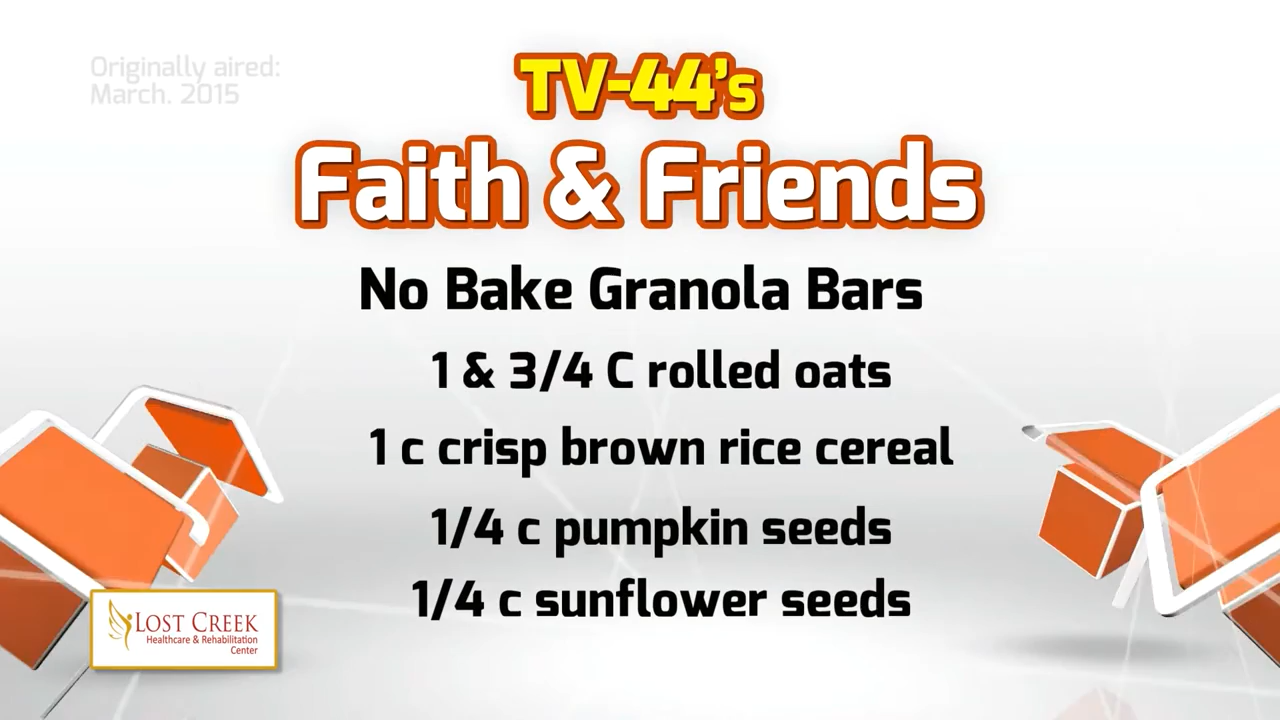 Originally aired:
March. 2015
TV-44's
Faith & Friends
No Bake Granola Bars
1 & 3/4 C rolled oats
1 c crisp brown rice cereal
1/4 c pumpkin seeds
1/4 c sunflower seeds
LOST CREEK
Healthcare & Rehabilitation
Center